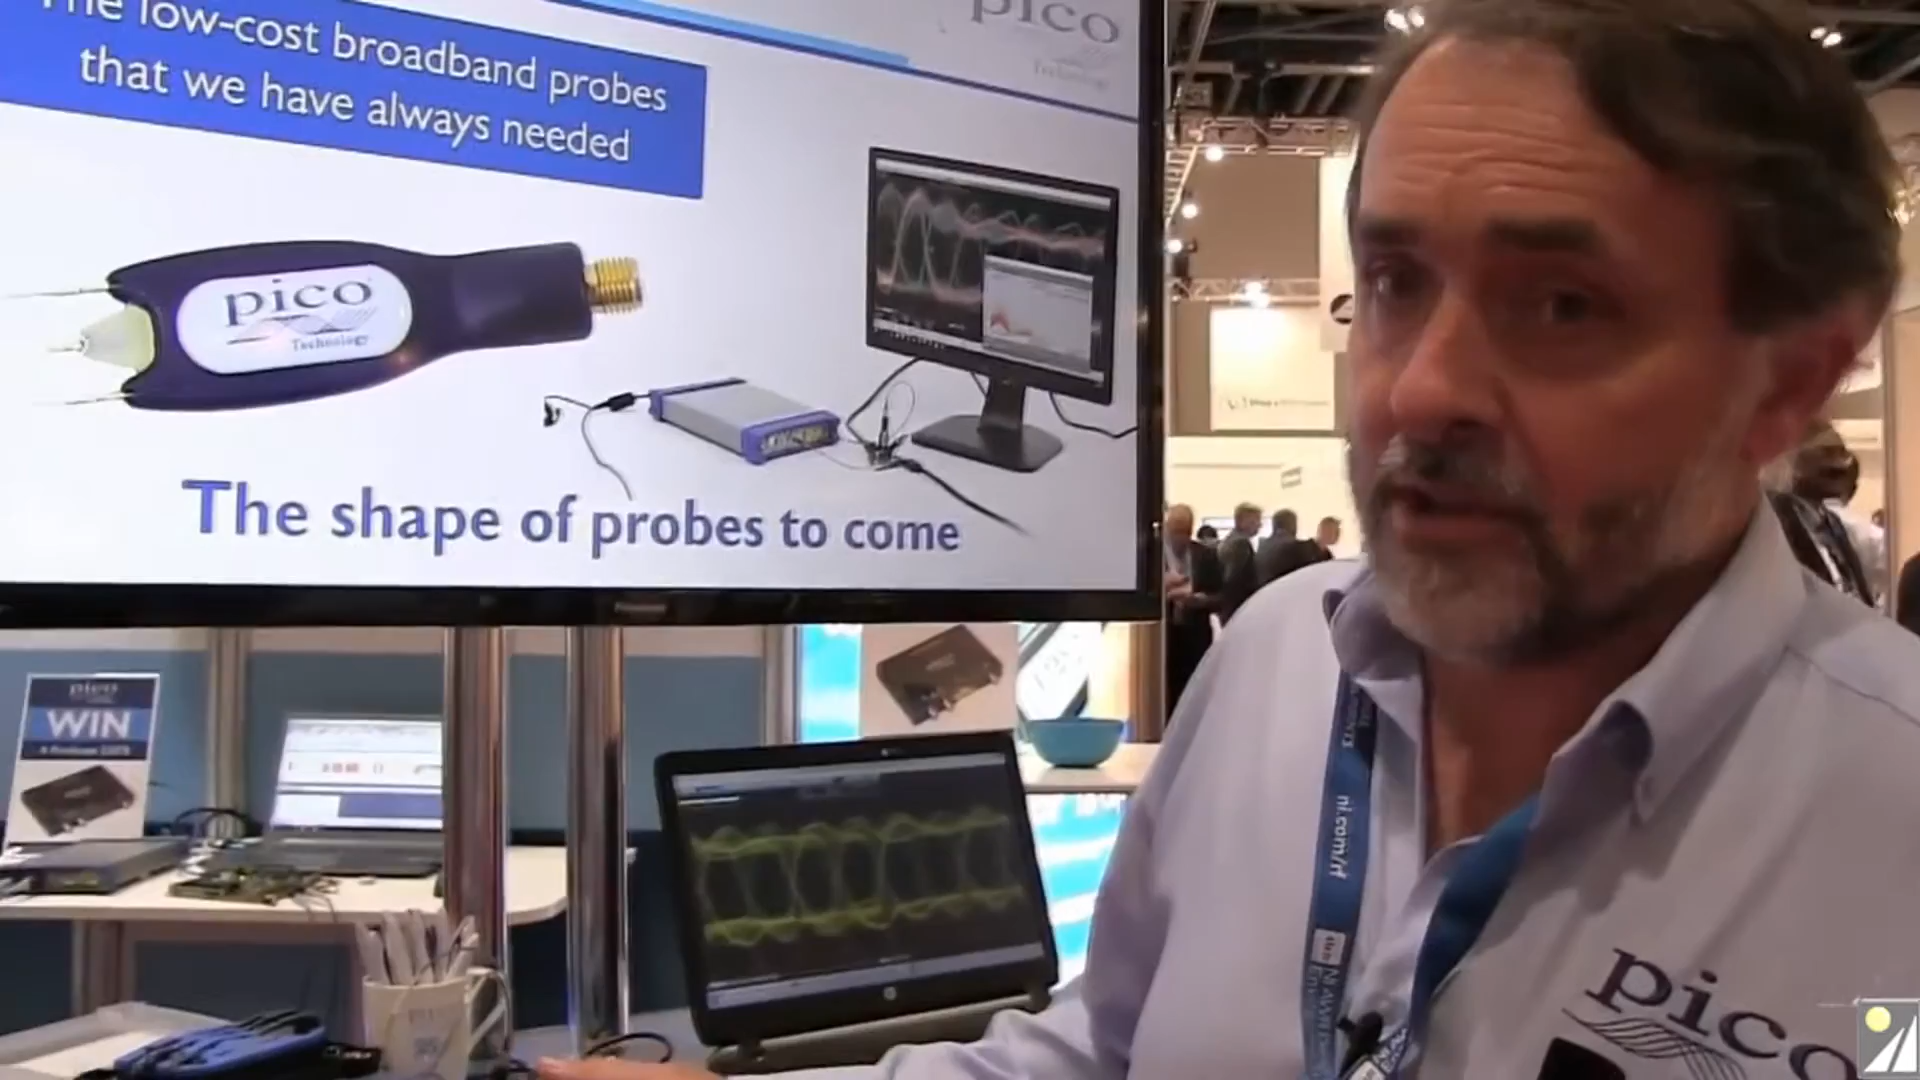 The low-cost broadband probes
that we have always needed
pico
Technology
pico
Technology
The shape of probes to come
pico
WIN
ni.com/rf
pico